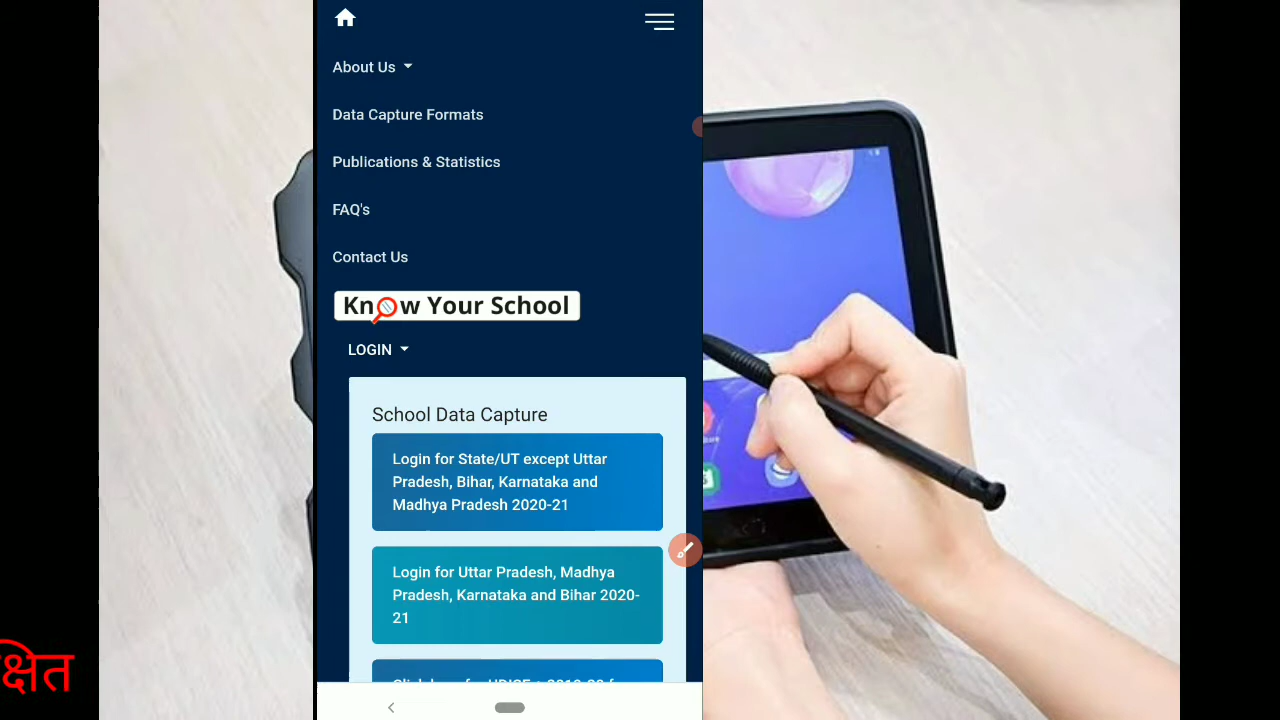 About Us
Data Capture Formats
Publications & Statistics
FAQ's
Contact Us
Know Your School
LOGIN
School Data Capture
Login for State/UT except Uttar
Pradesh, Bihar, Karnataka and
Madhya Pradesh 2020-21
Login for Uttar Pradesh, Madhya
Pradesh, Karnataka and Bihar 2020-
21
क्षित